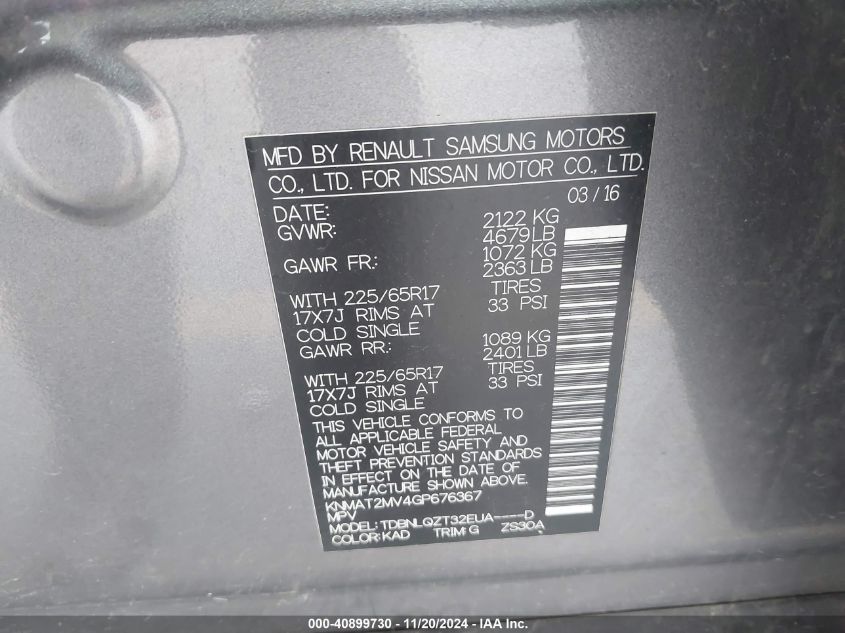 MFD BY RENAULT SAMSUNG MOTORS
CO., LTD. FOR NISSAN MOTOR CO., LTD.
DATE: 03 / 16
GVWR: 2122 KG
4679 LB
GAWR FR.: 1072 KG
2363 LB
WITH 225/65R17 TIRES
17X7J RIMS AT 33 PSI
COLD SINGLE
GAWR RR.: 1089 KG
2401 LB
WITH 225/65R17 TIRES
17X7J RIMS AT 33 PSI
COLD SINGLE
THIS VEHICLE CONFORMS TO
ALL APPLICABLE FEDERAL
MOTOR VEHICLE SAFETY AND
THEFT PREVENTION STANDARDS
IN EFFECT ON THE DATE OF
MANUFACTURE SHOWN ABOVE.
KNMAT2MV4GP676367
MPV
MODEL: TDBNLQZT32EUA----D
COLOR: KAD TRIM: G ZS30A
000-40899730 - 11/20/2024 - IAA Inc.